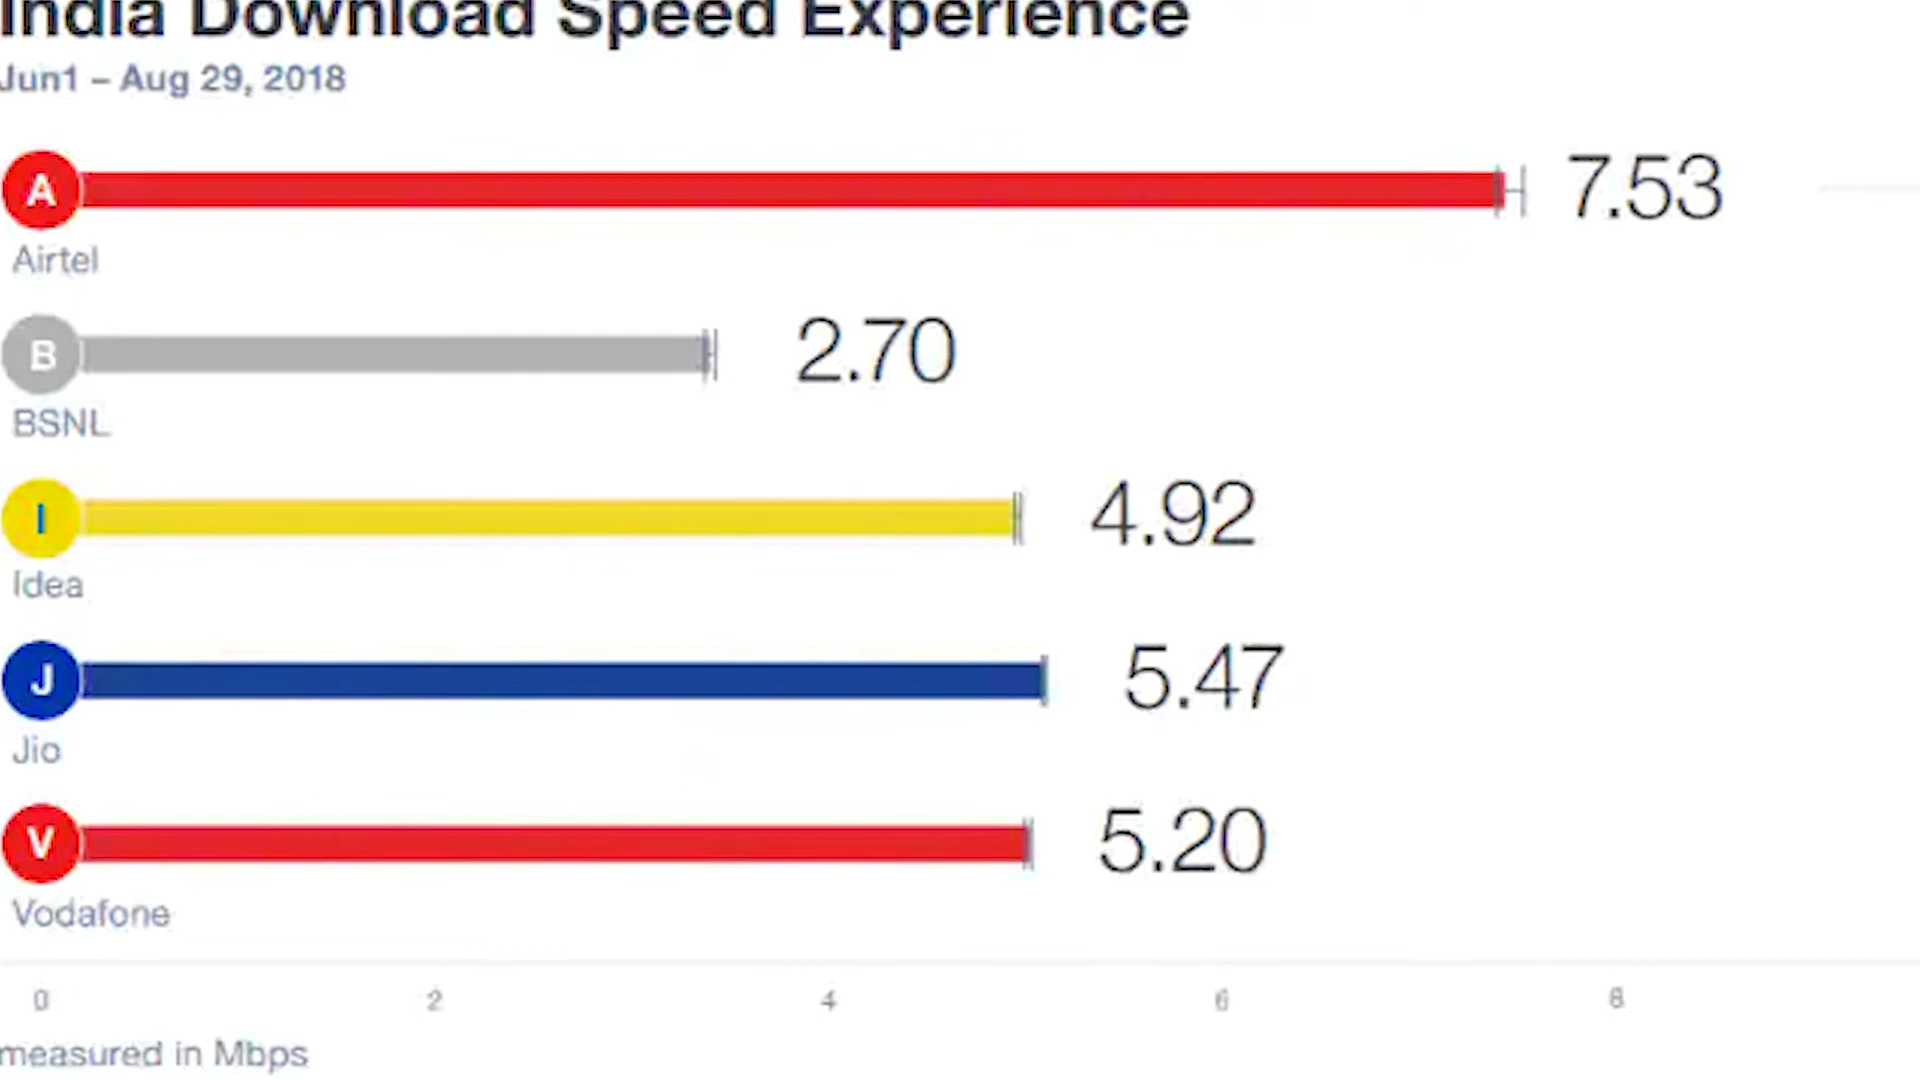 India Download Speed Experience
Jun1 – Aug 29, 2018
A 7.53
Airtel
B 2.70
BSNL
I 4.92
Idea
J 5.47
Jio
V 5.20
Vodafone
0 2 4 6 8
measured in Mbps